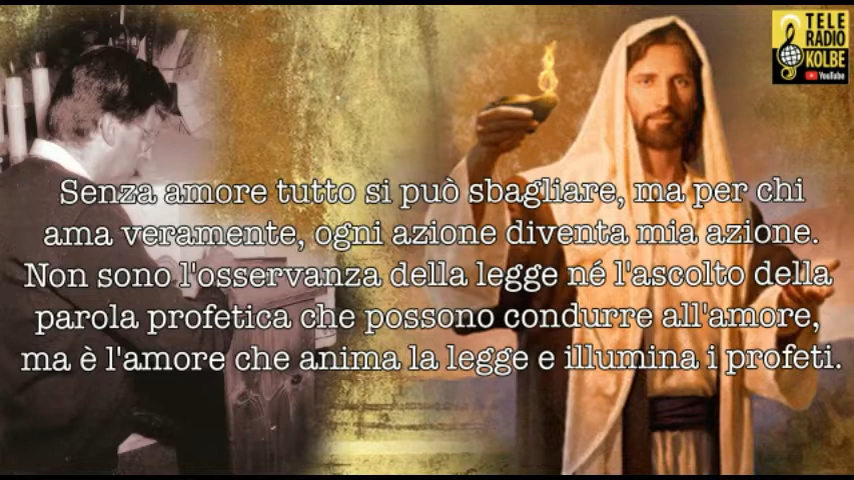 TELE
RADIO
KOLBE
YouTube
Senza amore tutto si può sbagliare, ma per chi
ama veramente, ogni azione diventa mia azione.
Non sono l'osservanza della legge né l'ascolto della
parola profetica che possono condurre all'amore,
ma è l'amore che anima la legge e illumina i profeti.